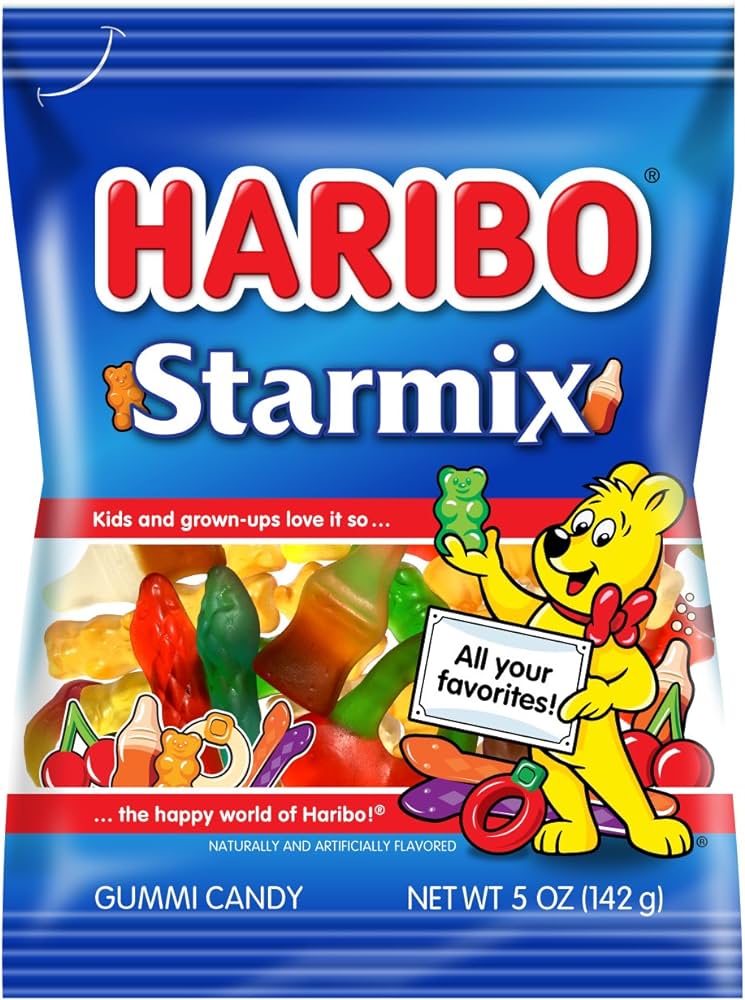 HARIBO®
Starmix
Kids and grown-ups love it so...
All your
favorites!
... the happy world of Haribo!®
®
NATURALLY AND ARTIFICIALLY FLAVORED
GUMMI CANDY
NET WT 5 OZ (142 g)